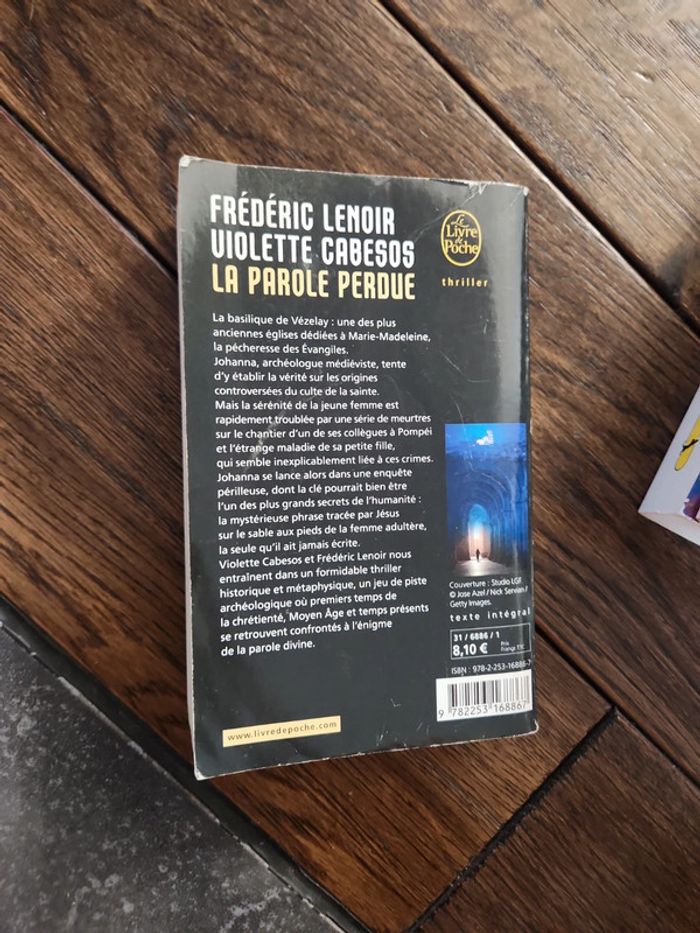 FRÉDÉRIC LENOIR
VIOLETTE CABESOS
LA PAROLE PERDUE
Le
Livre
de
Poche
thriller
La basilique de Vézelay : une des plus
anciennes églises dédiées à Marie-Madeleine,
la pécheresse des Évangiles.
Johanna, archéologue médiéviste, tente
d'y établir la vérité sur les origines
controversées du culte de la sainte.
Mais la sérénité de la jeune femme est
rapidement troublée par une série de meurtres
sur le chantier d'un de ses collègues à Pompéi
et l'étrange maladie de sa petite fille,
qui semble inexplicablement liée à ces crimes.
Johanna se lance alors dans une enquête
périlleuse, dont la clé pourrait bien être
l'un des plus grands secrets de l'humanité :
la mystérieuse phrase tracée par Jésus
sur le sable aux pieds de la femme adultère,
la seule qu'il ait jamais écrite.
Violette Cabesos et Frédéric Lenoir nous
entraînent dans un formidable thriller
historique et métaphysique, un jeu de piste
archéologique où premiers temps de
la chrétienté, Moyen Âge et temps présents
se retrouvent confrontés à l'énigme
de la parole divine.
www.livredepoche.com
Couverture : Studio LGF
© Jose Azel / Nick Servian /
Getty Images.
texte intégral
31 / 6886 / 1
8,10 €
Prix
France TTC
ISBN : 978-2-253-16886-7
9 782253 168867